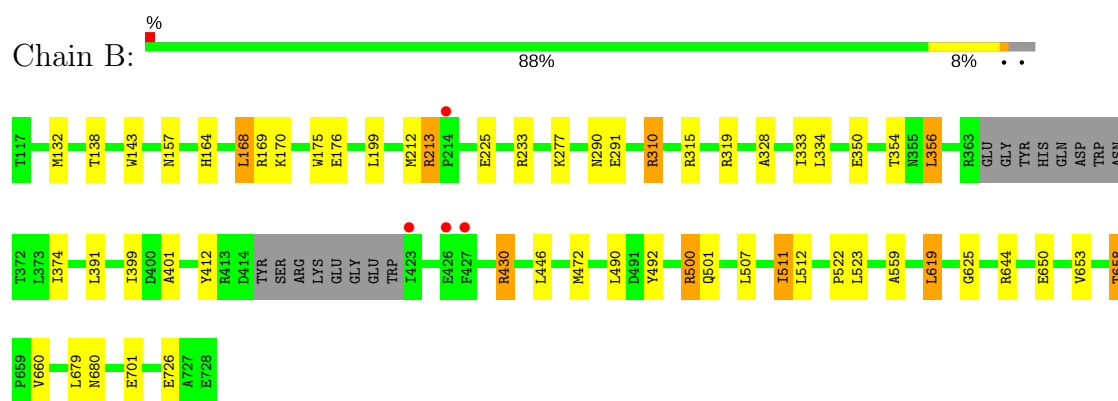 %
Chain B:
88% 8% • •
T117 M132 T138 W143 N157 H164 L168 R169 K170 W175 E176 L199 M212 R213 P214 E225 R233 K277 N290 E291 R310 R315 R319 A328 I333 L334 E350 T354 N355 L356 R363 GLU GLY TYR HIS GLN ASP TRP ASN
T372 L373 I374 L391 I399 D400 A401 Y412 R413 D414 TYR SER ARG LYS GLU GLY GLU TRP I423 E426 F427 R430 L446 M472 L490 D491 Y492 R500 Q501 L507 I511 L512 P522 L523 A559 L619 G625 R644 E650 V653 T658
P659 V660 L679 N680 E701 E726 A727 E728